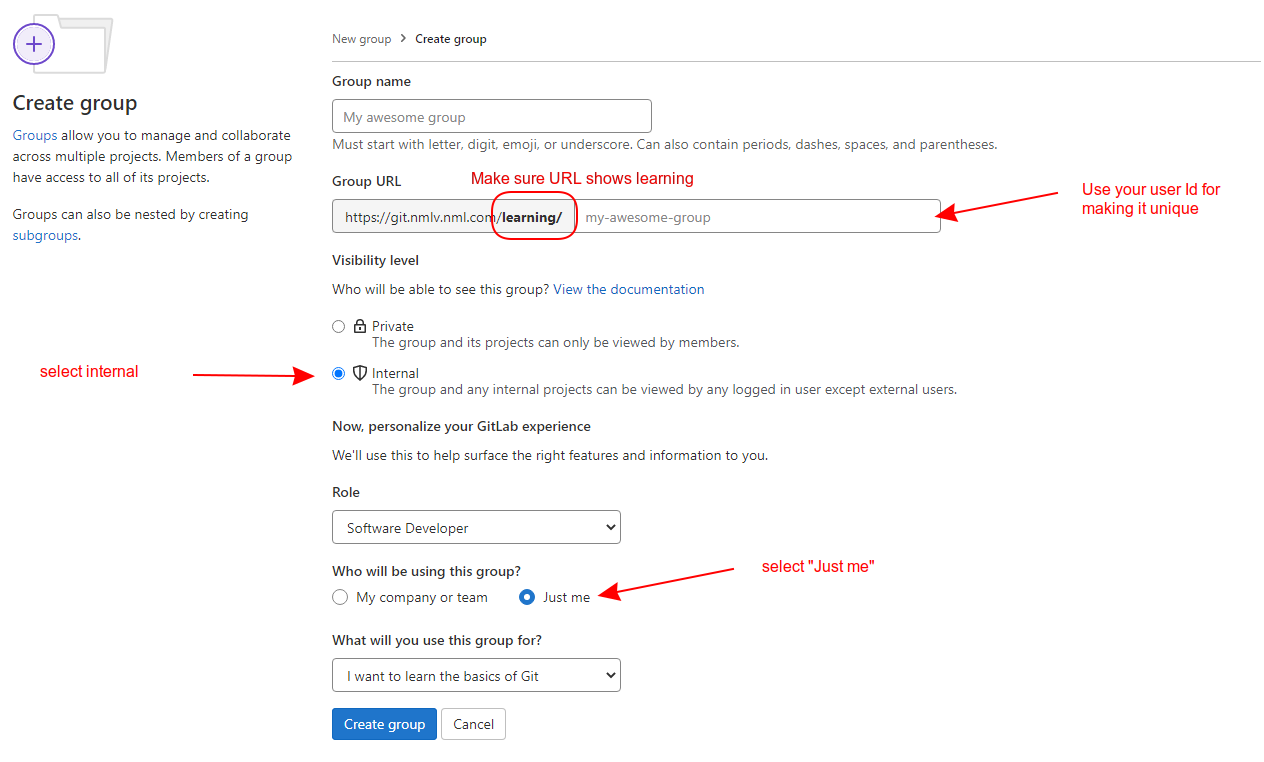 Create group
Groups allow you to manage and collaborate
across multiple projects. Members of a group
have access to all of its projects.
Groups can also be nested by creating
subgroups.
New group > Create group
Group name
My awesome group
Must start with letter, digit, emoji, or underscore. Can also contain periods, dashes, spaces, and parentheses.
Group URL
Make sure URL shows learning
https://git.nmlv.nml.com/learning/ my-awesome-group
Use your user Id for
making it unique
Visibility level
Who will be able to see this group? View the documentation
Private
The group and its projects can only be viewed by members.
select internal
Internal
The group and any internal projects can be viewed by any logged in user except external users.
Now, personalize your GitLab experience
We'll use this to help surface the right features and information to you.
Role
Software Developer
Who will be using this group?
select "Just me"
My company or team Just me
What will you use this group for?
I want to learn the basics of Git
Create group Cancel